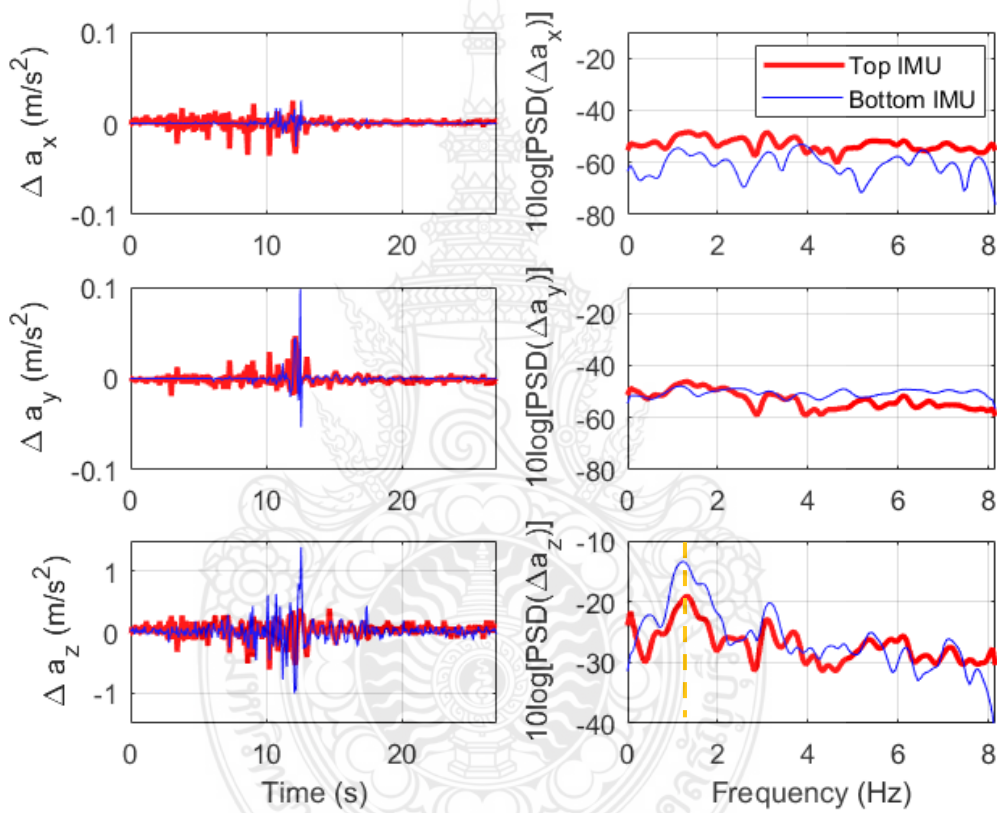 0.1
0
-0.1
Δ a_x (m/s²)
0 10 20
-20
-40
-60
-80
10log[PSD(Δa_x)]
Top IMU
Bottom IMU
0 2 4 6 8
0.1
0
-0.1
Δ a_y (m/s²)
0 10 20
-20
-40
-60
-80
10log[PSD(Δa_y)]
0 2 4 6 8
1
0
-1
Δ a_z (m/s²)
0 10 20
Time (s)
-10
-20
-30
-40
10log[PSD(Δa_z)]
0 2 4 6 8
Frequency (Hz)